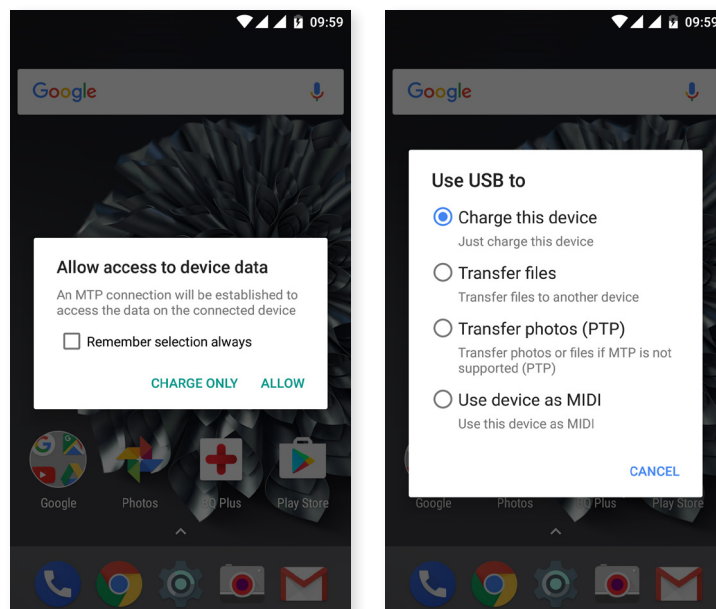 09:59
Google
Allow access to device data
An MTP connection will be established to
access the data on the connected device
Remember selection always
CHARGE ONLY ALLOW
Google Photos Plus Play Store
09:59
Google
Use USB to
Charge this device
Just charge this device
Transfer files
Transfer files to another device
Transfer photos (PTP)
Transfer photos or files if MTP is not
supported (PTP)
Use device as MIDI
Use this device as MIDI
CANCEL
Google Photos Plus Play Store